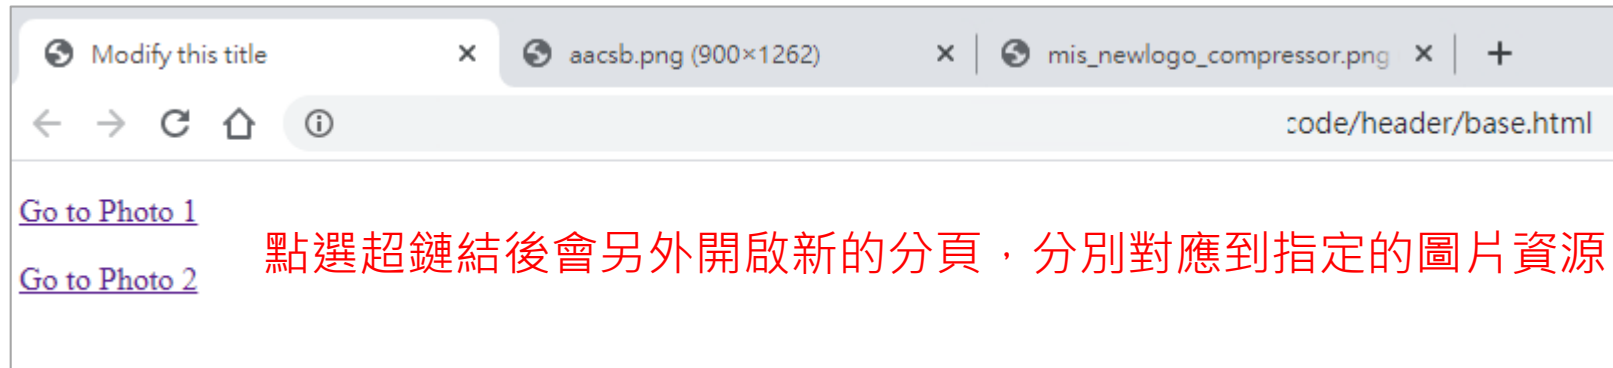 Modify this title
aacsb.png (900×1262)
mis_newlogo_compressor.png
code/header/base.html
Go to Photo 1
點選超鏈結後會另外開啟新的分頁，分別對應到指定的圖片資源
Go to Photo 2